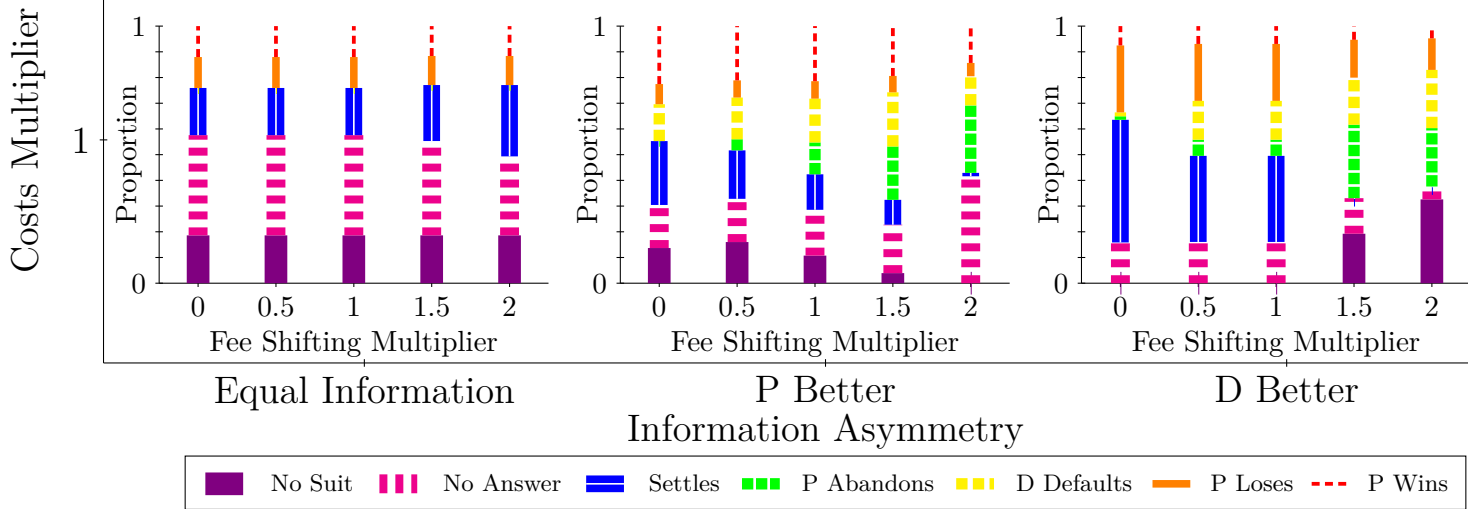 Costs Multiplier
1
Proportion
1
0
0 0.5 1 1.5 2
Fee Shifting Multiplier
Equal Information
Proportion
1
0
0 0.5 1 1.5 2
Fee Shifting Multiplier
P Better
Proportion
1
0
0 0.5 1 1.5 2
Fee Shifting Multiplier
D Better
Information Asymmetry
No Suit No Answer Settles P Abandons D Defaults P Loses P Wins